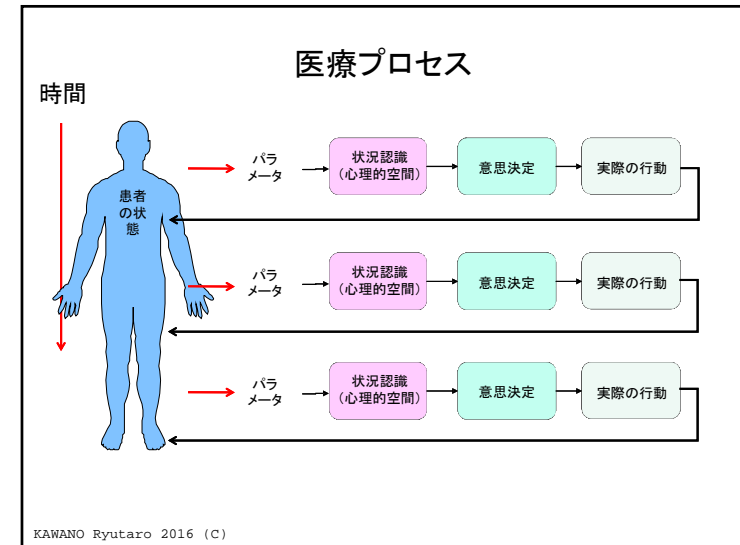 医療プロセス
時間
患者
の状
態
パラ
メータ
状況認識
(心理的空間)
意思決定
実際の行動
パラ
メータ
状況認識
(心理的空間)
意思決定
実際の行動
パラ
メータ
状況認識
(心理的空間)
意思決定
実際の行動
KAWANO Ryutaro 2016 (C)